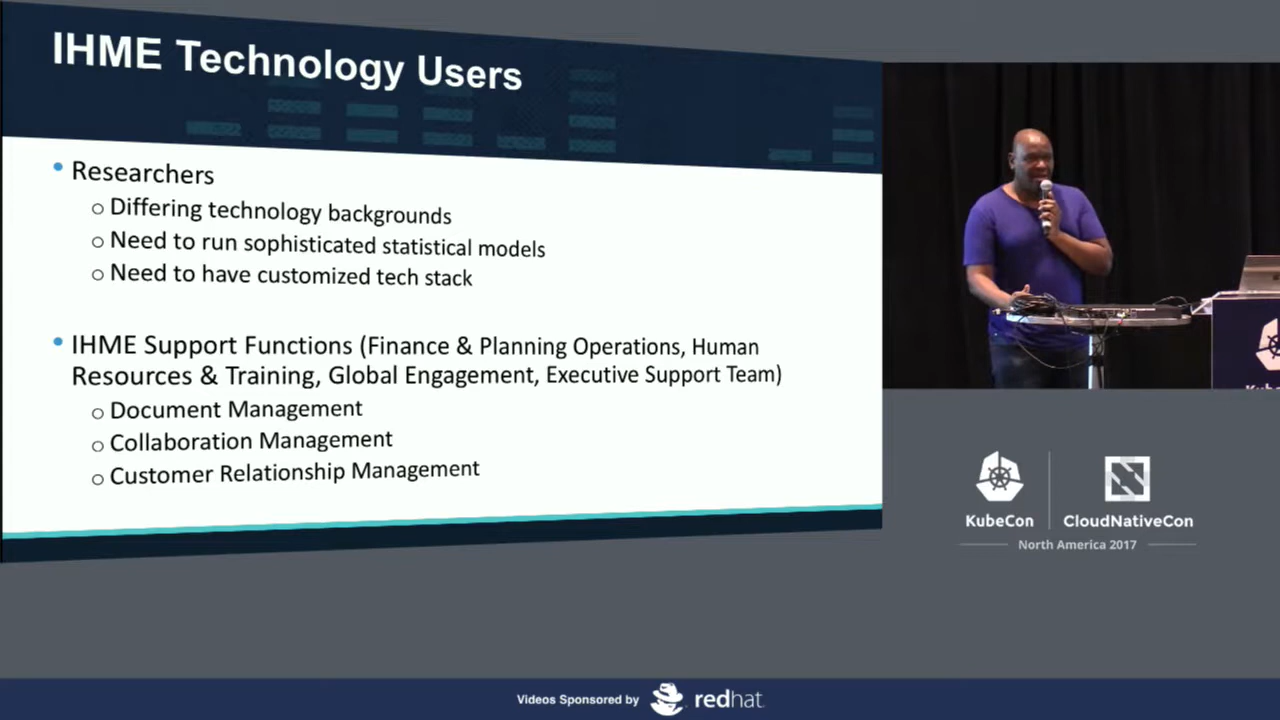 IHME Technology Users
• Researchers
o Differing technology backgrounds
o Need to run sophisticated statistical models
o Need to have customized tech stack
• IHME Support Functions (Finance & Planning Operations, Human
Resources & Training, Global Engagement, Executive Support Team)
o Document Management
o Collaboration Management
o Customer Relationship Management
KubeCon
CloudNativeCon
North America 2017
Videos Sponsored by redhat